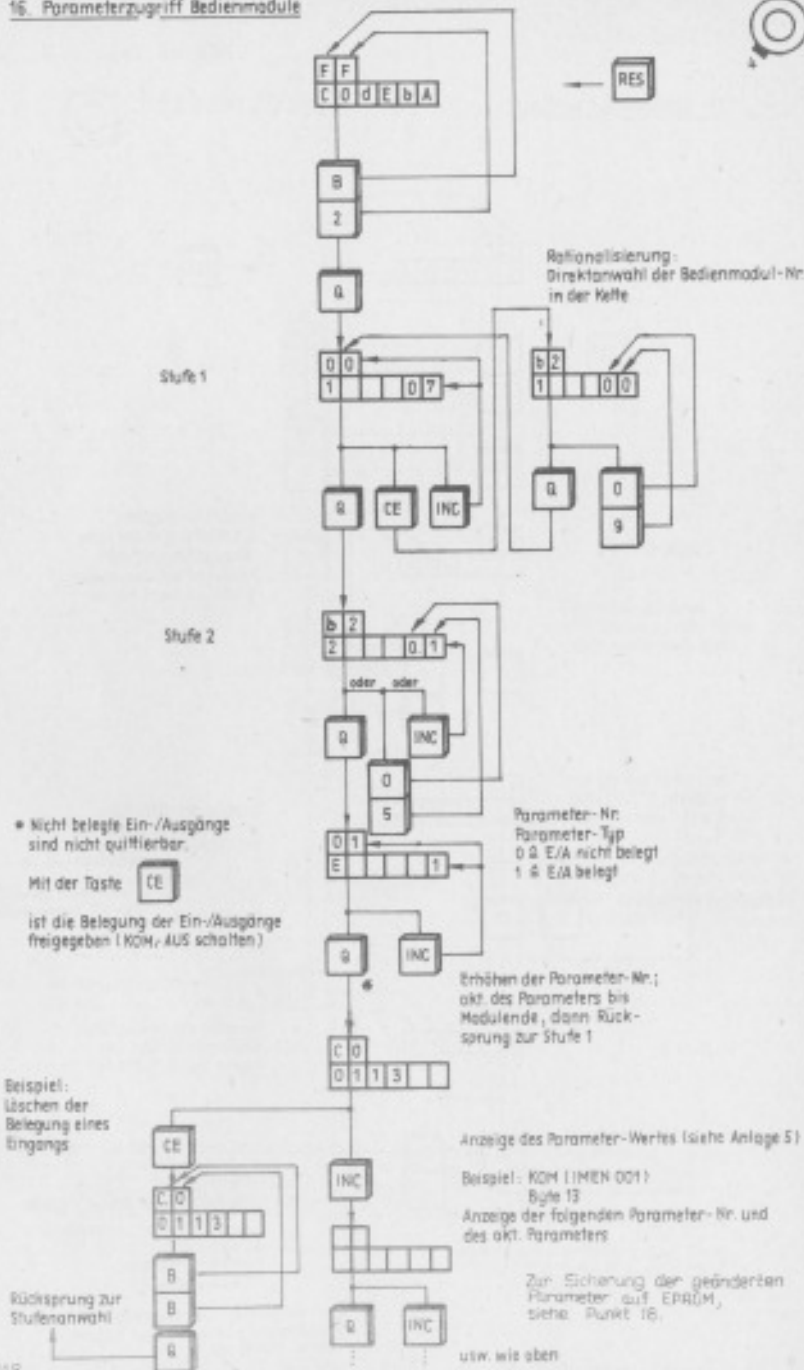 16. Parameterzugriff Bedienmodule
F F
C O d E b A
RES
B
2
Q
Rationalisierung:
Direktanwahl der Bedienmodul-Nr.
in der Kette
Stufe 1
0 0
1 0 7
b 2
1 0 0
Q CE INC
Q 0
9
Stufe 2
b 2
2 0 1
oder oder
Q INC
0
5
* Nicht belegte Ein-/Ausgänge
sind nicht quittierbar.
Mit der Taste CE
ist die Belegung der Ein-/Ausgänge
freigegeben (KOM/AUS schalten)
0 1
E 1
Parameter-Nr.
Parameter-Typ
0 ≙ E/A nicht belegt
1 ≙ E/A belegt
Q * INC
Erhöhen der Parameter-Nr.;
akt. des Parameters bis
Modulende, dann Rück-
sprung zur Stufe 1
C 0
0 1 1 3
Beispiel:
Löschen der
Belegung eines
Eingangs
CE
C. 0
0 1 1 3
B
B
Rücksprung zur
Stufenanwahl
Q
INC
Anzeige des Parameter-Wertes (siehe Anlage 5)
Beispiel: KOM (IMEN 001)
Byte 13
Anzeige der folgenden Parameter-Nr. und
des akt. Parameters
Zur Sicherung der geänderten
Parameter auf EPROM,
siehe Punkt 18.
Q INC
usw. wie oben